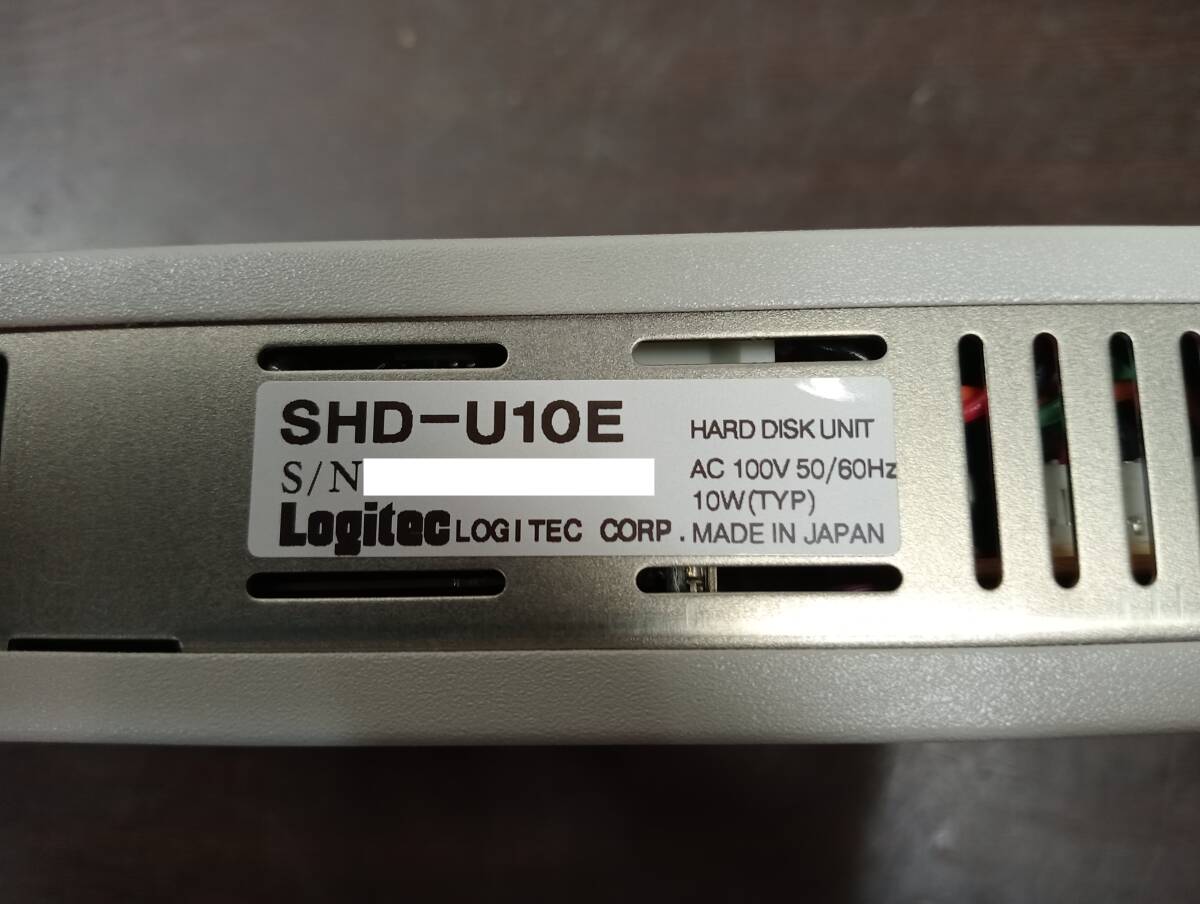 SHD-U10E
HARD DISK UNIT
S/N
AC 100V 50/60Hz
10W(TYP)
Logitec LOGITEC CORP. MADE IN JAPAN